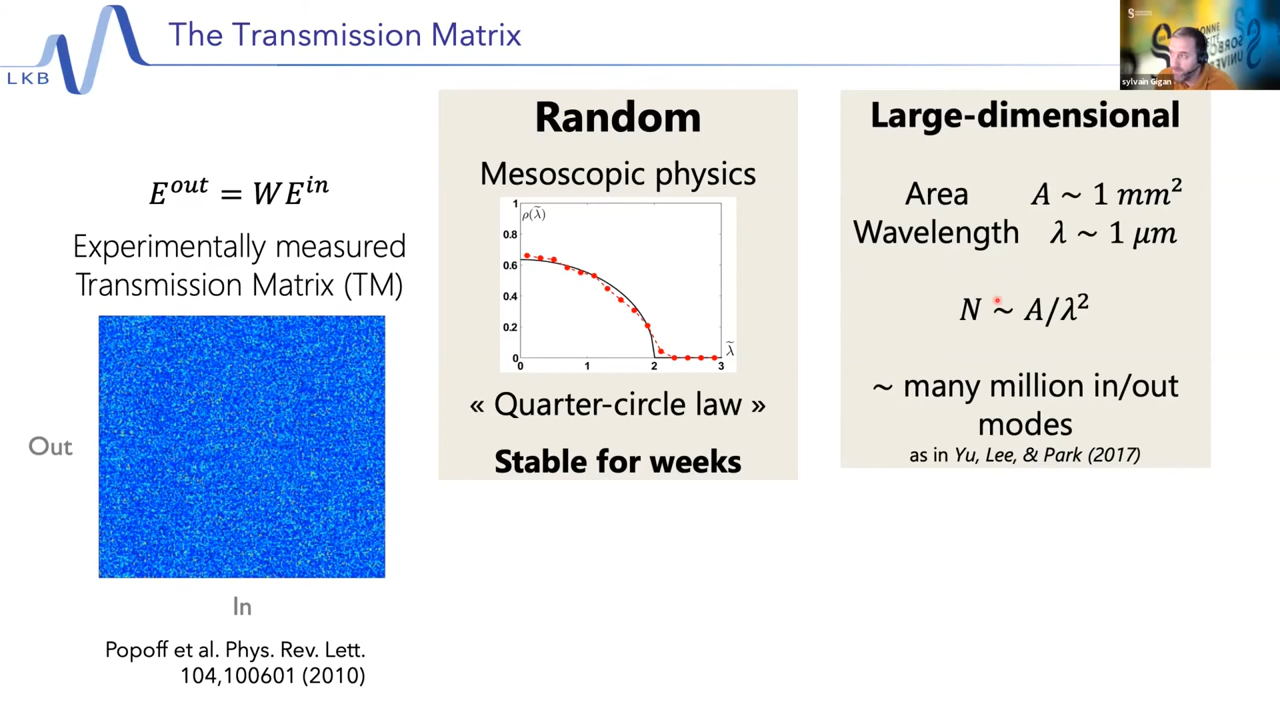 The Transmission Matrix
LKB
sylvain Gigan
E^out = WE^in
Experimentally measured
Transmission Matrix (TM)
Out
In
Popoff et al. Phys. Rev. Lett.
104,100601 (2010)
Random
Mesoscopic physics
ρ(λ̃)
1
0.8
0.6
0.4
0.2
0
0 1 2 3
λ̃
« Quarter-circle law »
Stable for weeks
Large-dimensional
Area A ~ 1 mm²
Wavelength λ ~ 1 μm
N ~ A/λ²
~ many million in/out
modes
as in Yu, Lee, & Park (2017)